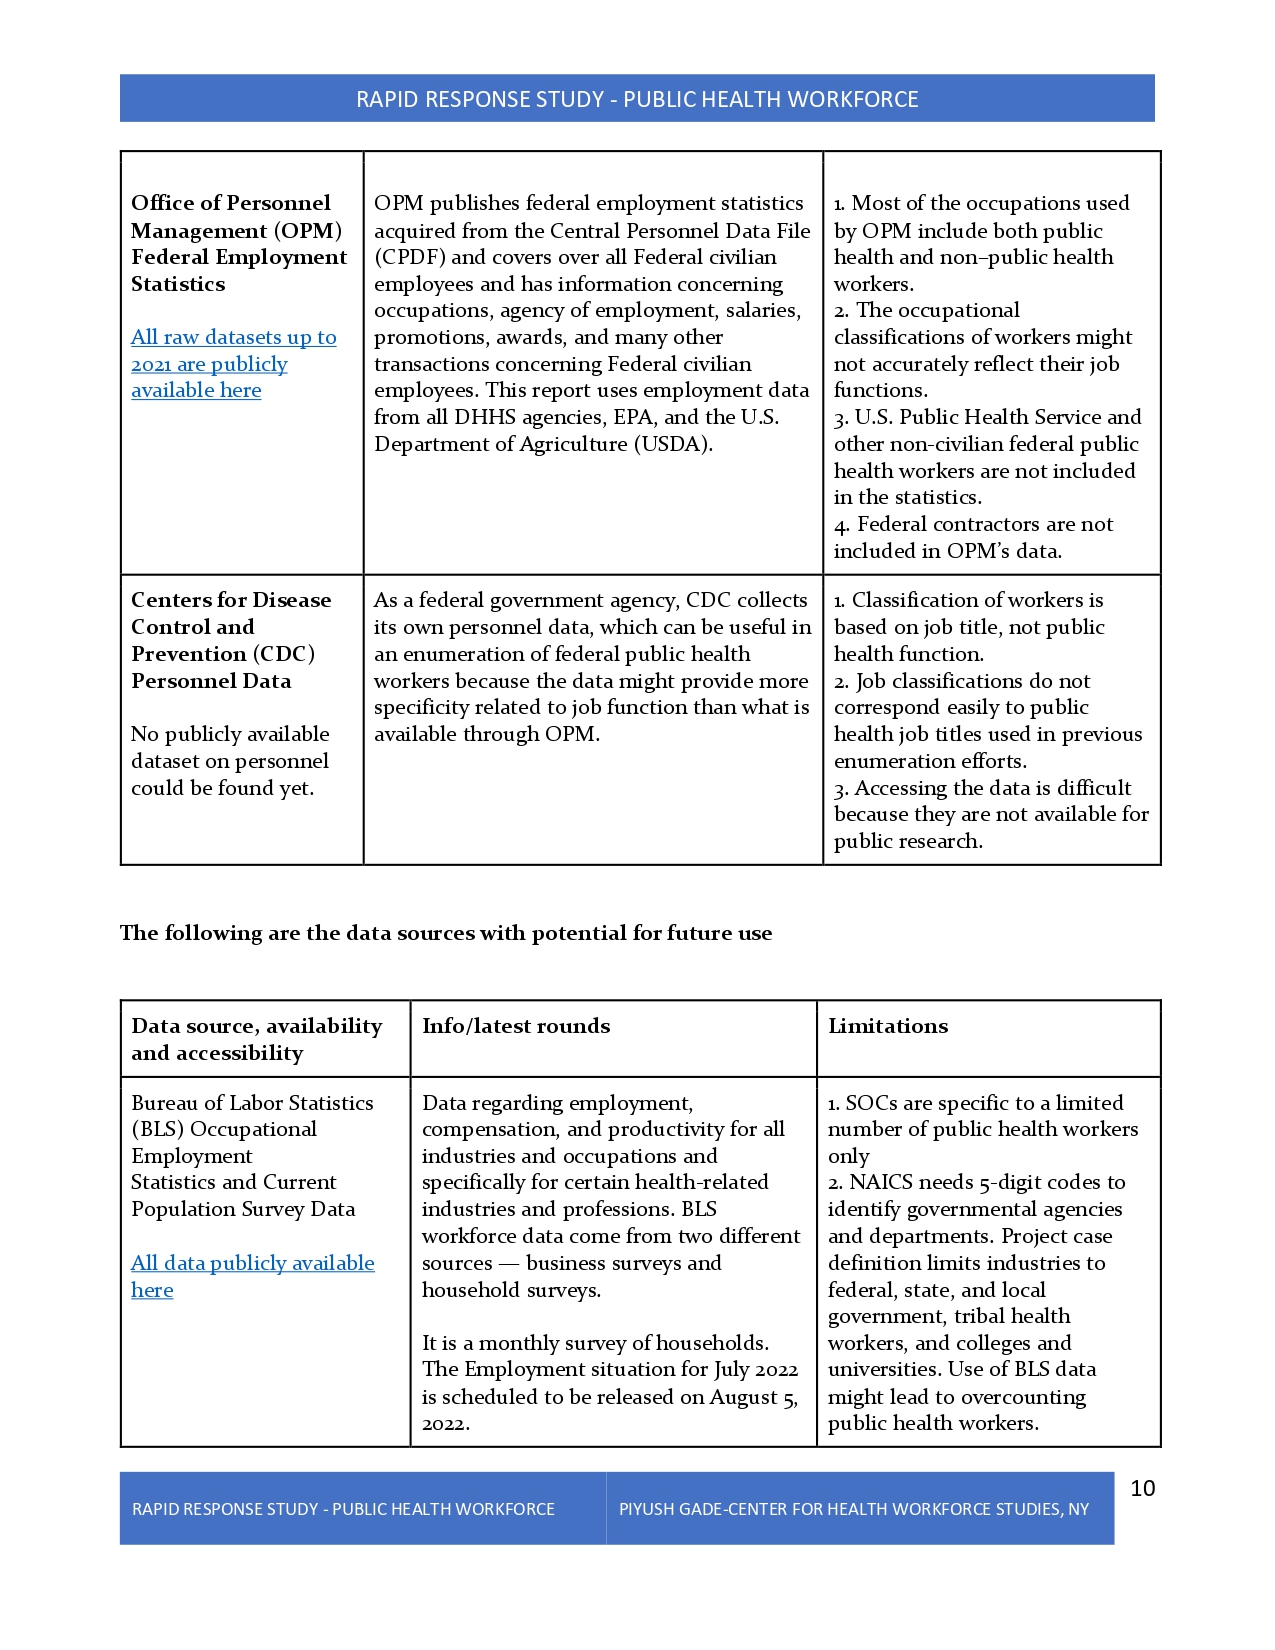 RAPID RESPONSE STUDY - PUBLIC HEALTH WORKFORCE
Office of Personnel
Management (OPM)
Federal Employment
Statistics
All raw datasets up to
2021 are publicly
available here
OPM publishes federal employment statistics
acquired from the Central Personnel Data File
(CPDF) and covers over all Federal civilian
employees and has information concerning
occupations, agency of employment, salaries,
promotions, awards, and many other
transactions concerning Federal civilian
employees. This report uses employment data
from all DHHS agencies, EPA, and the U.S.
Department of Agriculture (USDA).
1. Most of the occupations used
by OPM include both public
health and non–public health
workers.
2. The occupational
classifications of workers might
not accurately reflect their job
functions.
3. U.S. Public Health Service and
other non-civilian federal public
health workers are not included
in the statistics.
4. Federal contractors are not
included in OPM’s data.
Centers for Disease
Control and
Prevention (CDC)
Personnel Data
No publicly available
dataset on personnel
could be found yet.
As a federal government agency, CDC collects
its own personnel data, which can be useful in
an enumeration of federal public health
workers because the data might provide more
specificity related to job function than what is
available through OPM.
1. Classification of workers is
based on job title, not public
health function.
2. Job classifications do not
correspond easily to public
health job titles used in previous
enumeration efforts.
3. Accessing the data is difficult
because they are not available for
public research.
The following are the data sources with potential for future use
Data source, availability
and accessibility
Info/latest rounds
Limitations
Bureau of Labor Statistics
(BLS) Occupational
Employment
Statistics and Current
Population Survey Data
All data publicly available
here
Data regarding employment,
compensation, and productivity for all
industries and occupations and
specifically for certain health-related
industries and professions. BLS
workforce data come from two different
sources — business surveys and
household surveys.
It is a monthly survey of households.
The Employment situation for July 2022
is scheduled to be released on August 5,
2022.
1. SOCs are specific to a limited
number of public health workers
only
2. NAICS needs 5-digit codes to
identify governmental agencies
and departments. Project case
definition limits industries to
federal, state, and local
government, tribal health
workers, and colleges and
universities. Use of BLS data
might lead to overcounting
public health workers.
RAPID RESPONSE STUDY - PUBLIC HEALTH WORKFORCE
PIYUSH GADE-CENTER FOR HEALTH WORKFORCE STUDIES, NY
10